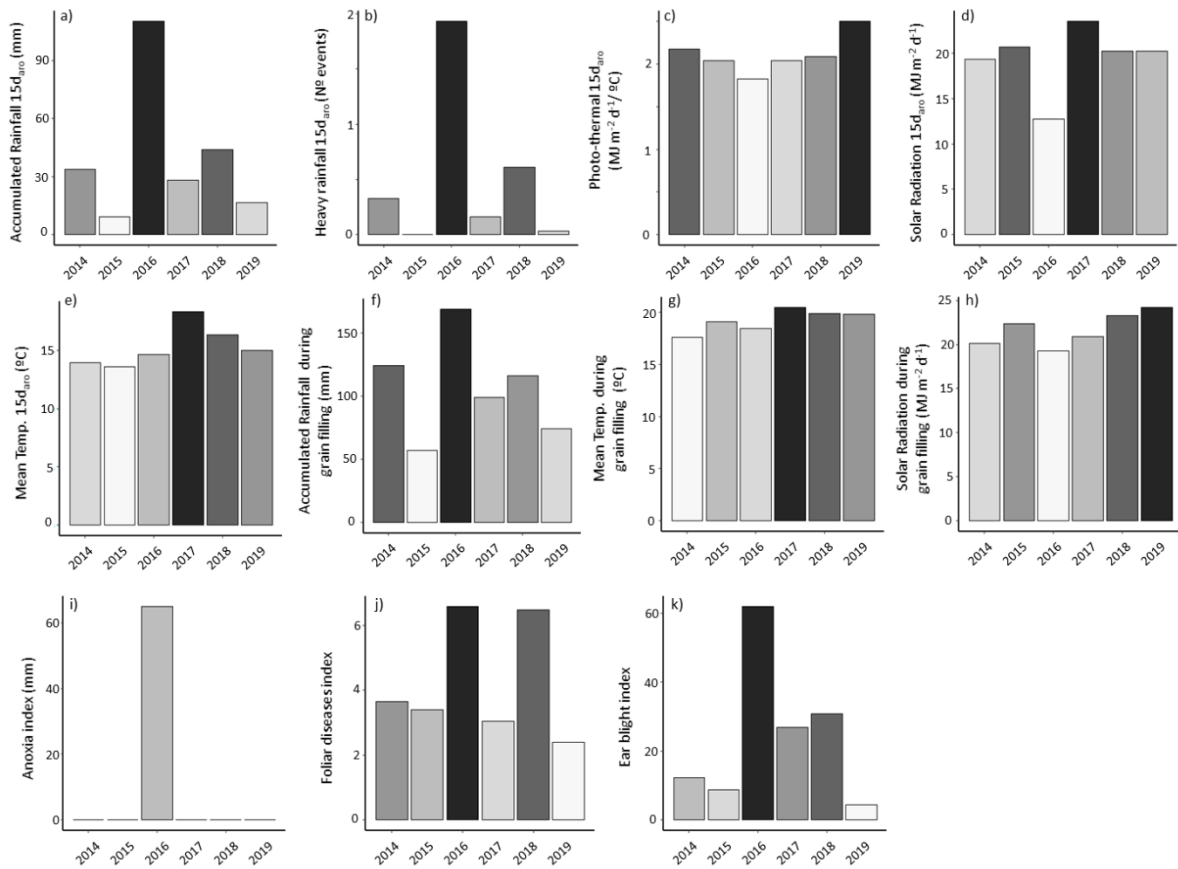 a)
Accumulated Rainfall 15d_aro (mm)
90
60
30
0
2014 2015 2016 2017 2018 2019
b)
Heavy rainfall 15d_aro (Nº events)
2
1
0
2014 2015 2016 2017 2018 2019
c)
Photo-thermal 15d_aro
(MJ m⁻² d⁻¹/ ºC)
2
1
0
2014 2015 2016 2017 2018 2019
d)
Solar Radiation 15d_aro (MJ m⁻² d⁻¹)
20
15
10
5
0
2014 2015 2016 2017 2018 2019
e)
Mean Temp. 15d_aro (ºC)
15
10
5
0
2014 2015 2016 2017 2018 2019
f)
Accumulated Rainfall during
grain filling (mm)
150
100
50
0
2014 2015 2016 2017 2018 2019
g)
Mean Temp. during
grain filling (ºC)
20
15
10
5
0
2014 2015 2016 2017 2018 2019
h)
Solar Radiation during
grain filling (MJ m⁻² d⁻¹)
25
20
15
10
5
0
2014 2015 2016 2017 2018 2019
i)
Anoxia index (mm)
60
40
20
0
2014 2015 2016 2017 2018 2019
j)
Foliar diseases index
6
4
2
0
2014 2015 2016 2017 2018 2019
k)
Ear blight index
60
40
20
0
2014 2015 2016 2017 2018 2019